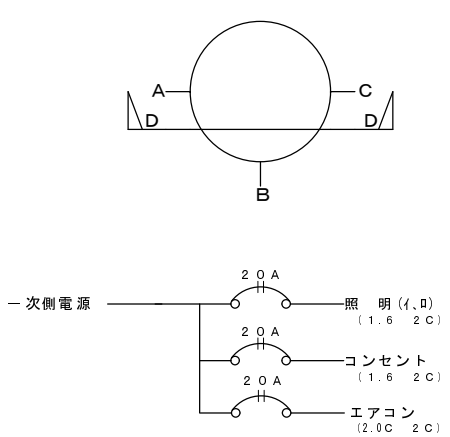 A C
D D
B
20A
一次側電源 照 明(イ、ロ)
(1.6 2C)
20A
コンセント
(1.6 2C)
20A
エアコン
(2.0C 2C)